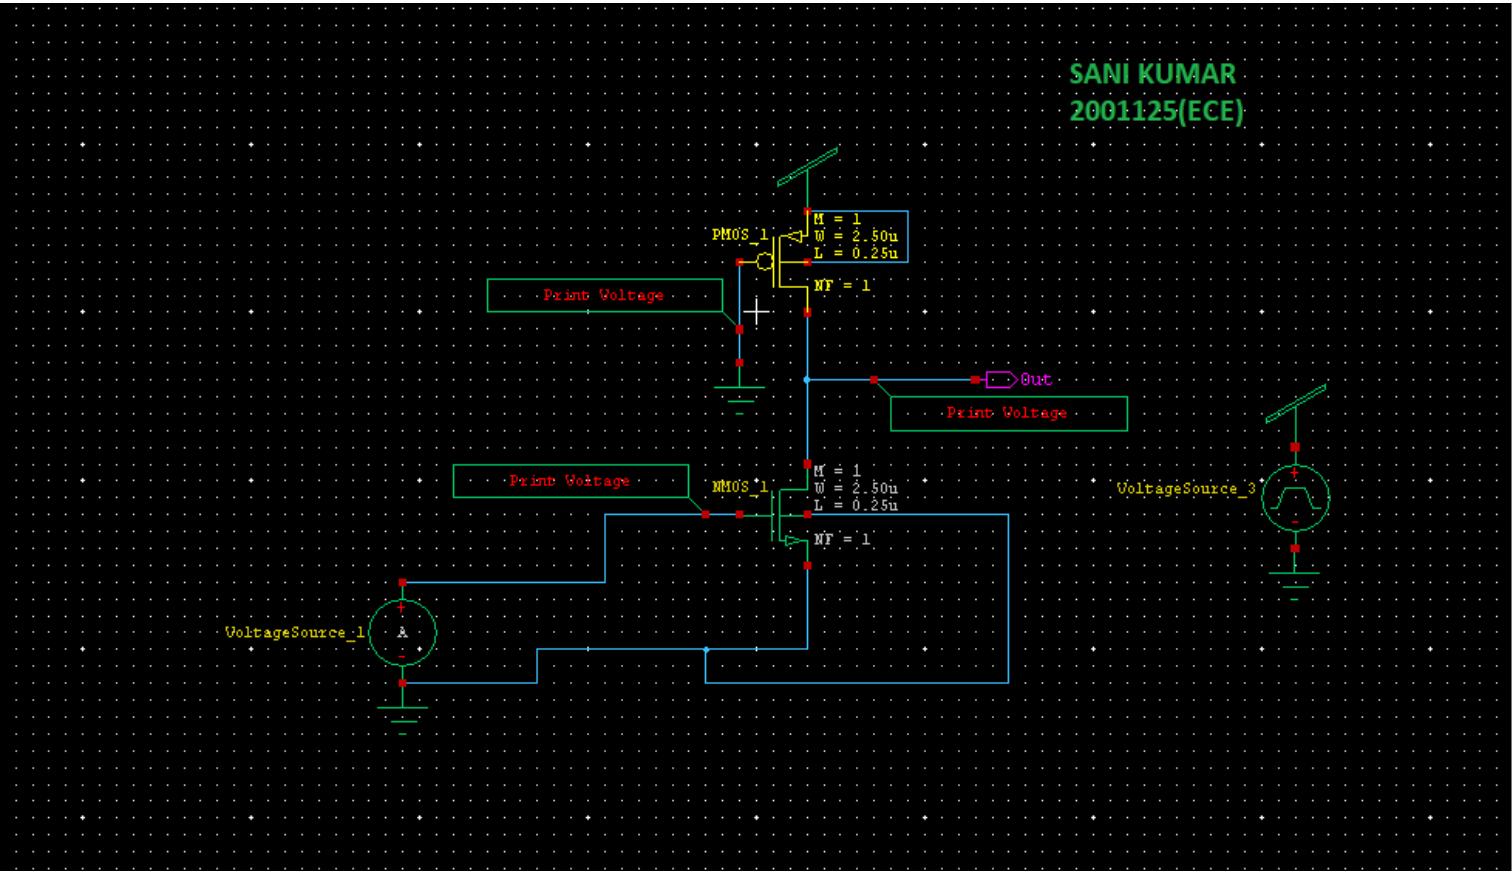 SANI KUMAR
2001125(ECE)
PMOS_1
M = 1
W = 2.50u
L = 0.25u
NF = 1
Print Voltage
Out
Print Voltage
Print Voltage
NMOS_1
M = 1
W = 2.50u
L = 0.25u
NF = 1
VoltageSource_3
+
-
VoltageSource_1
+
A
-